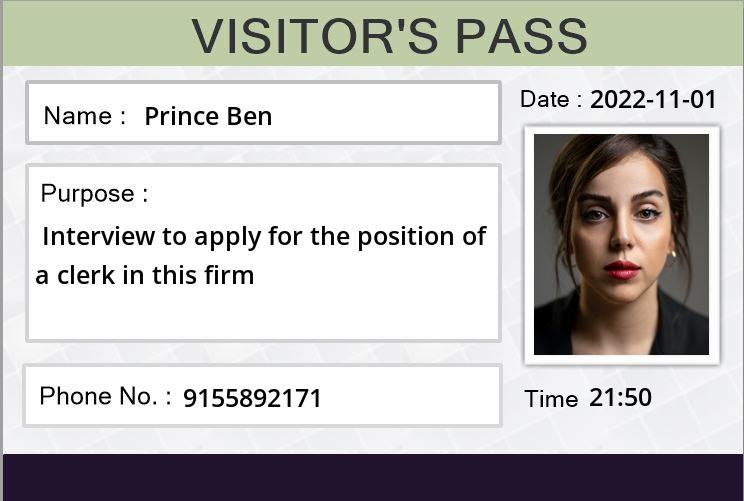 VISITOR'S PASS
Name : Prince Ben
Date : 2022-11-01
Purpose :
Interview to apply for the position of
a clerk in this firm
Phone No. : 9155892171
Time 21:50